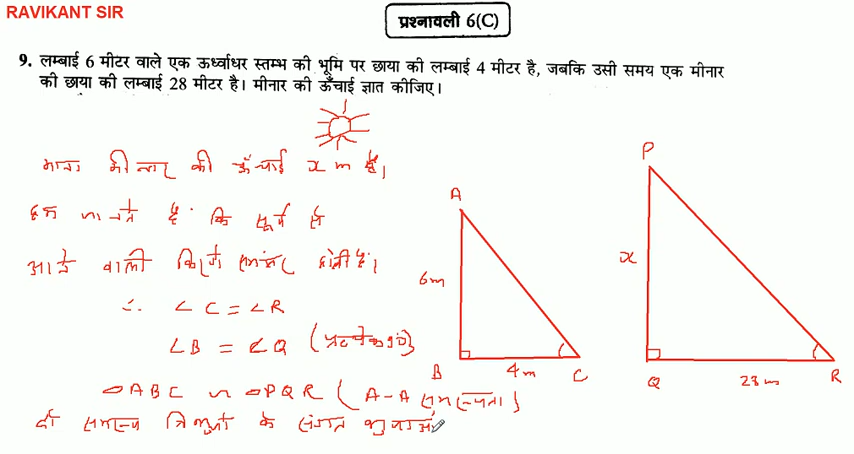 RAVIKANT SIR
प्रश्नावली 6(C)
9. लम्बाई 6 मीटर वाले एक ऊर्ध्वाधर स्तम्भ की भूमि पर छाया की लम्बाई 4 मीटर है, जबकि उसी समय एक मीनार
की छाया की लम्बाई 28 मीटर है। मीनार की ऊँचाई ज्ञात कीजिए।
माना मीनार की ऊँचाई x m है।
हम जानते हैं कि सूर्य से
आने वाली किरणें समांतर होती हैं।
∴ ∠C = ∠R
∠B = ∠Q (प्रत्येक 90°)
△ABC ~ △PQR (A-A समरूपता)
दो समरूप त्रिभुजों के संगत भुजाओं
A
6m
B
4m
C
P
x
Q
28m
R